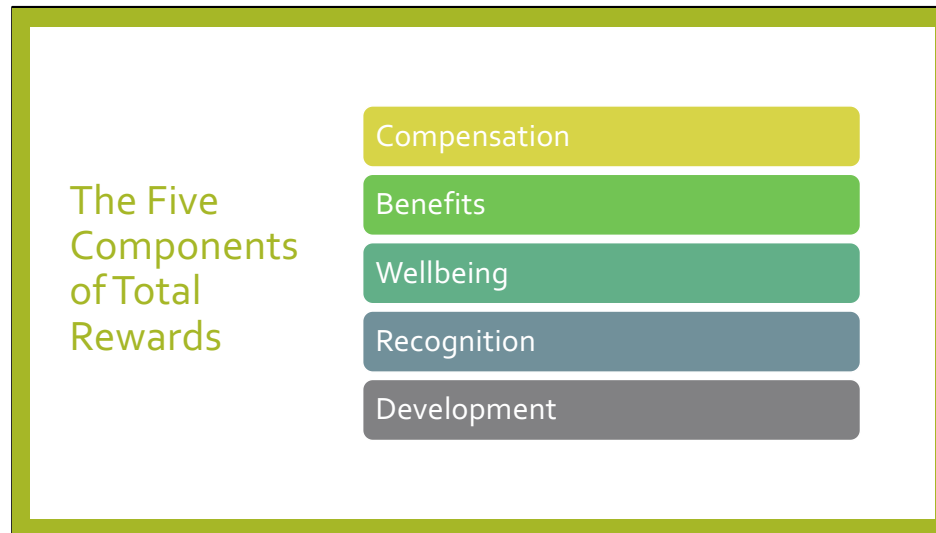 The Five
Components
of Total
Rewards
Compensation
Benefits
Wellbeing
Recognition
Development